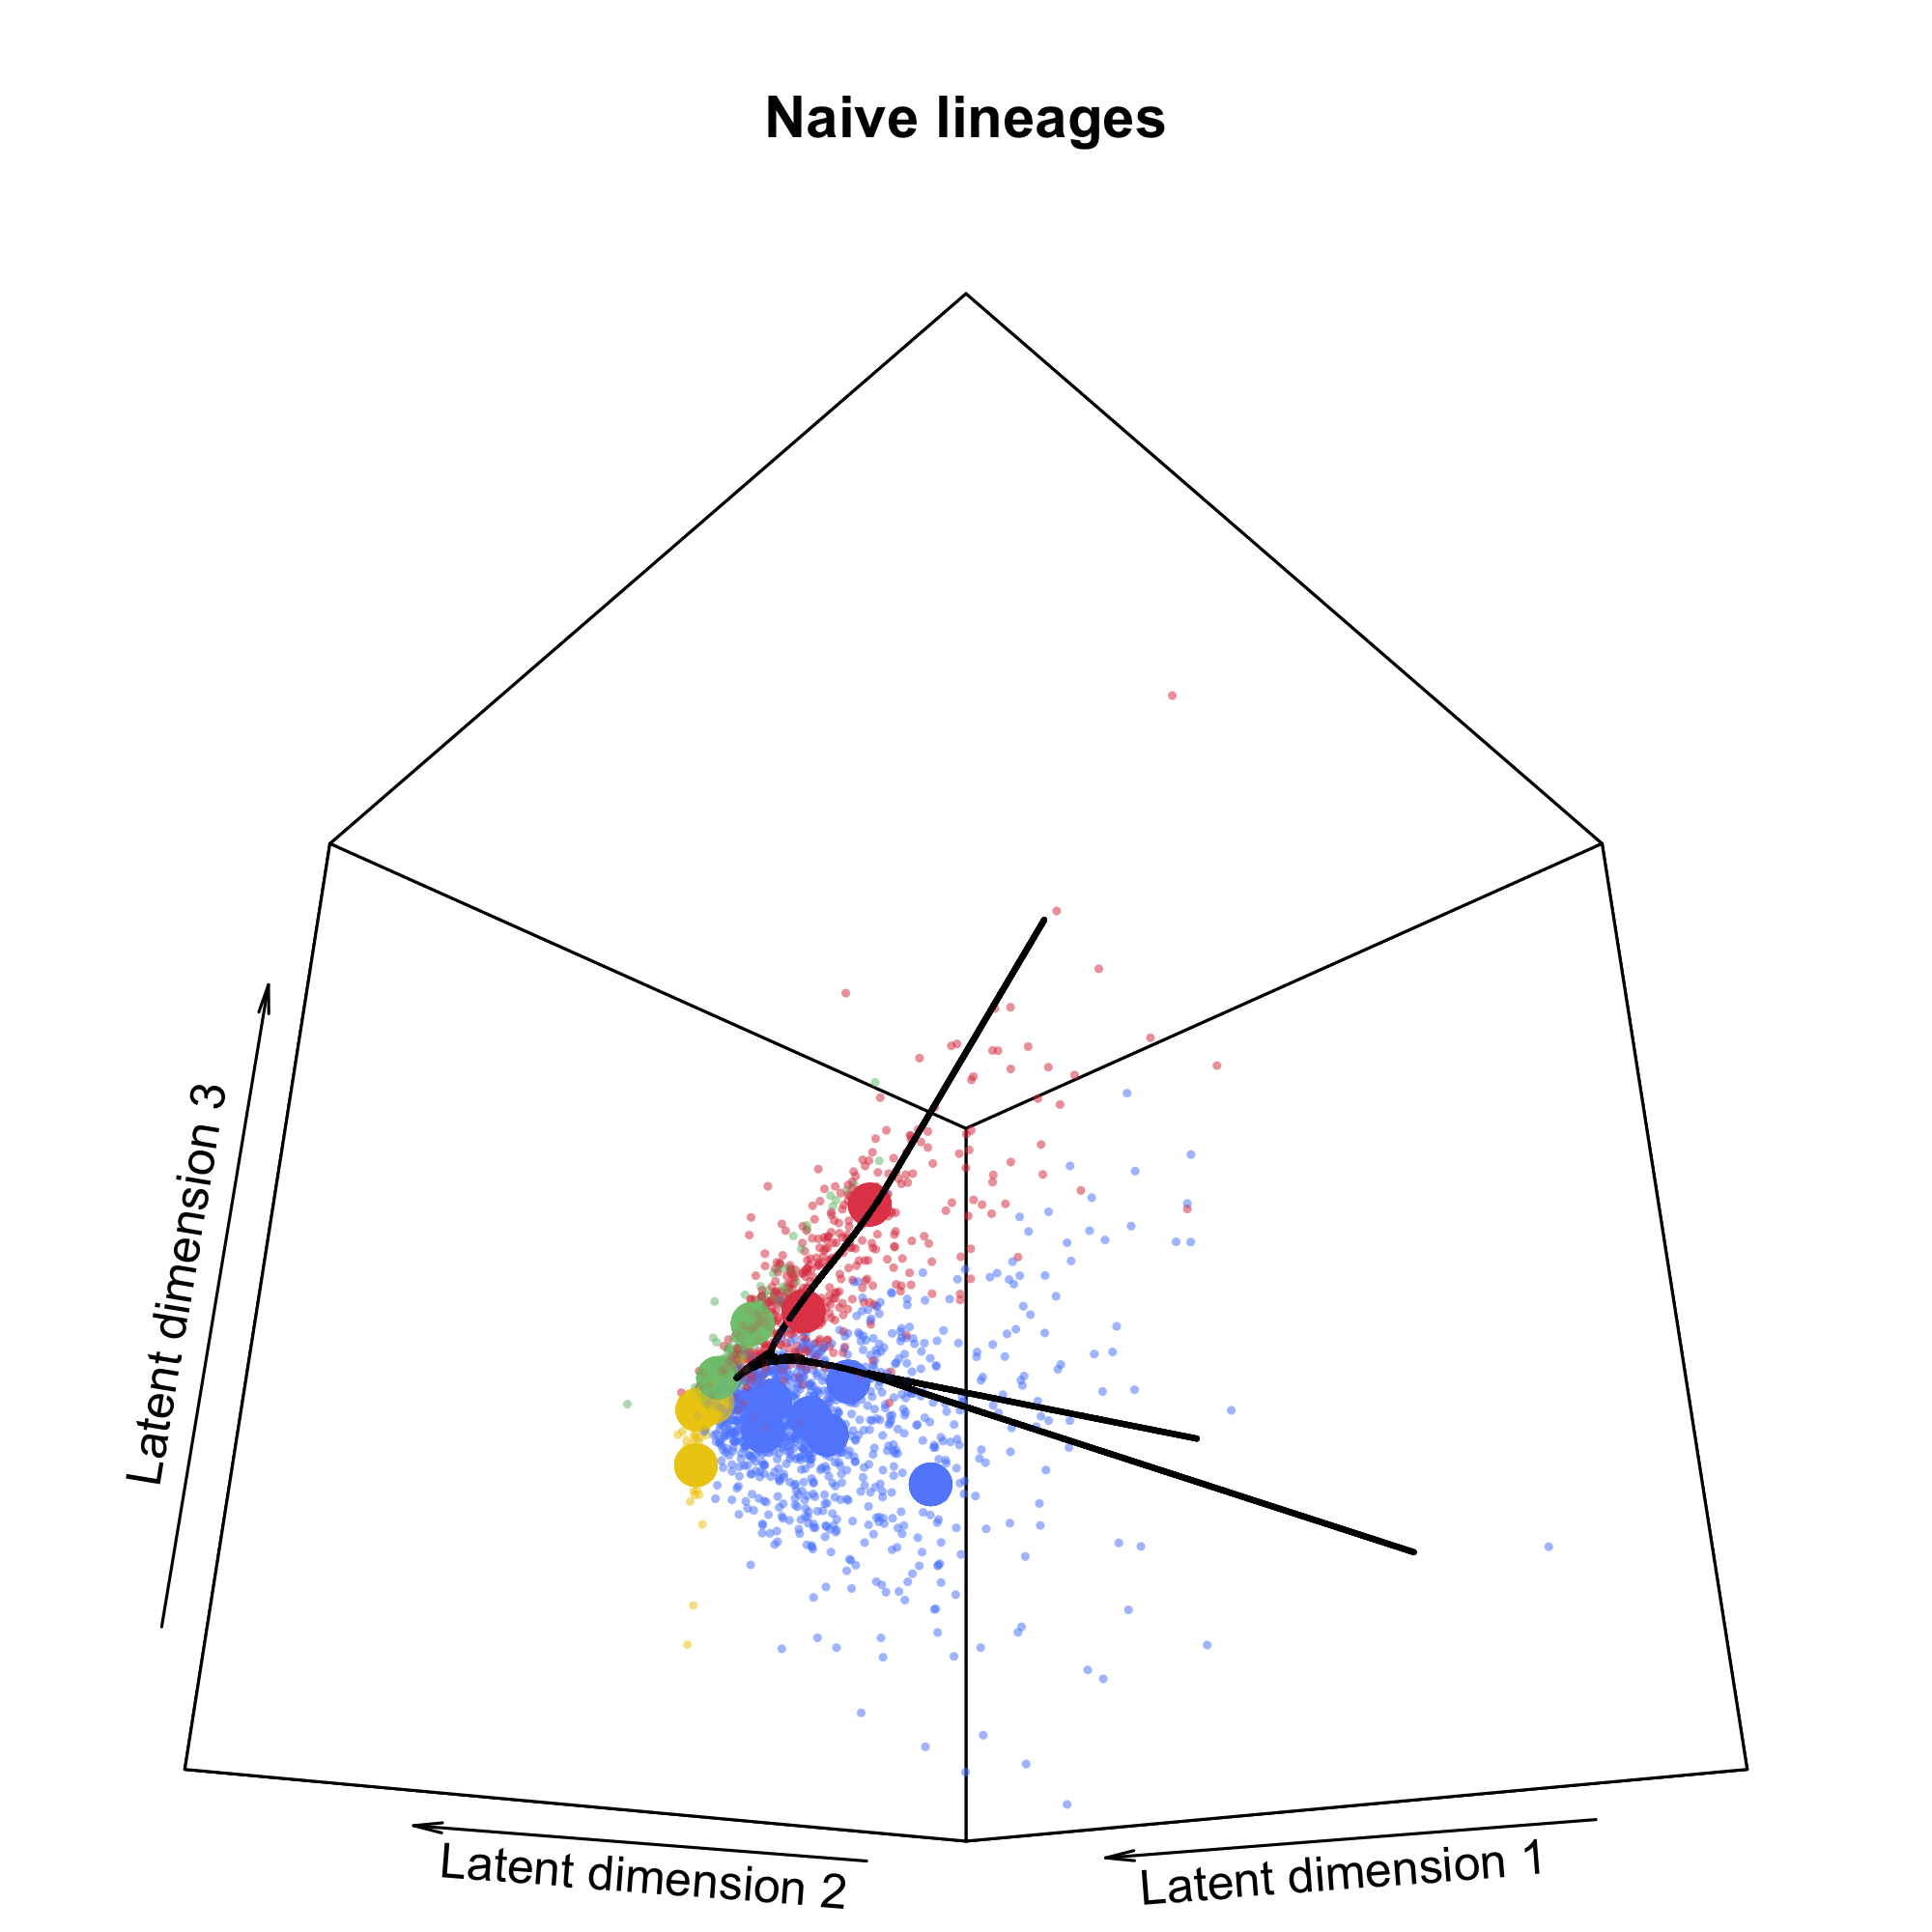 Naive lineages
Latent dimension 3
Latent dimension 2
Latent dimension 1